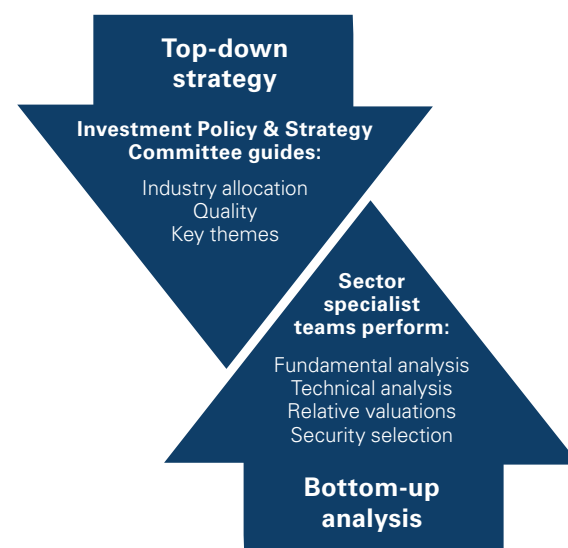 Top-down
strategy
Investment Policy & Strategy
Committee guides:
Industry allocation
Quality
Key themes
Sector
specialist
teams perform:
Fundamental analysis
Technical analysis
Relative valuations
Security selection
Bottom-up
analysis